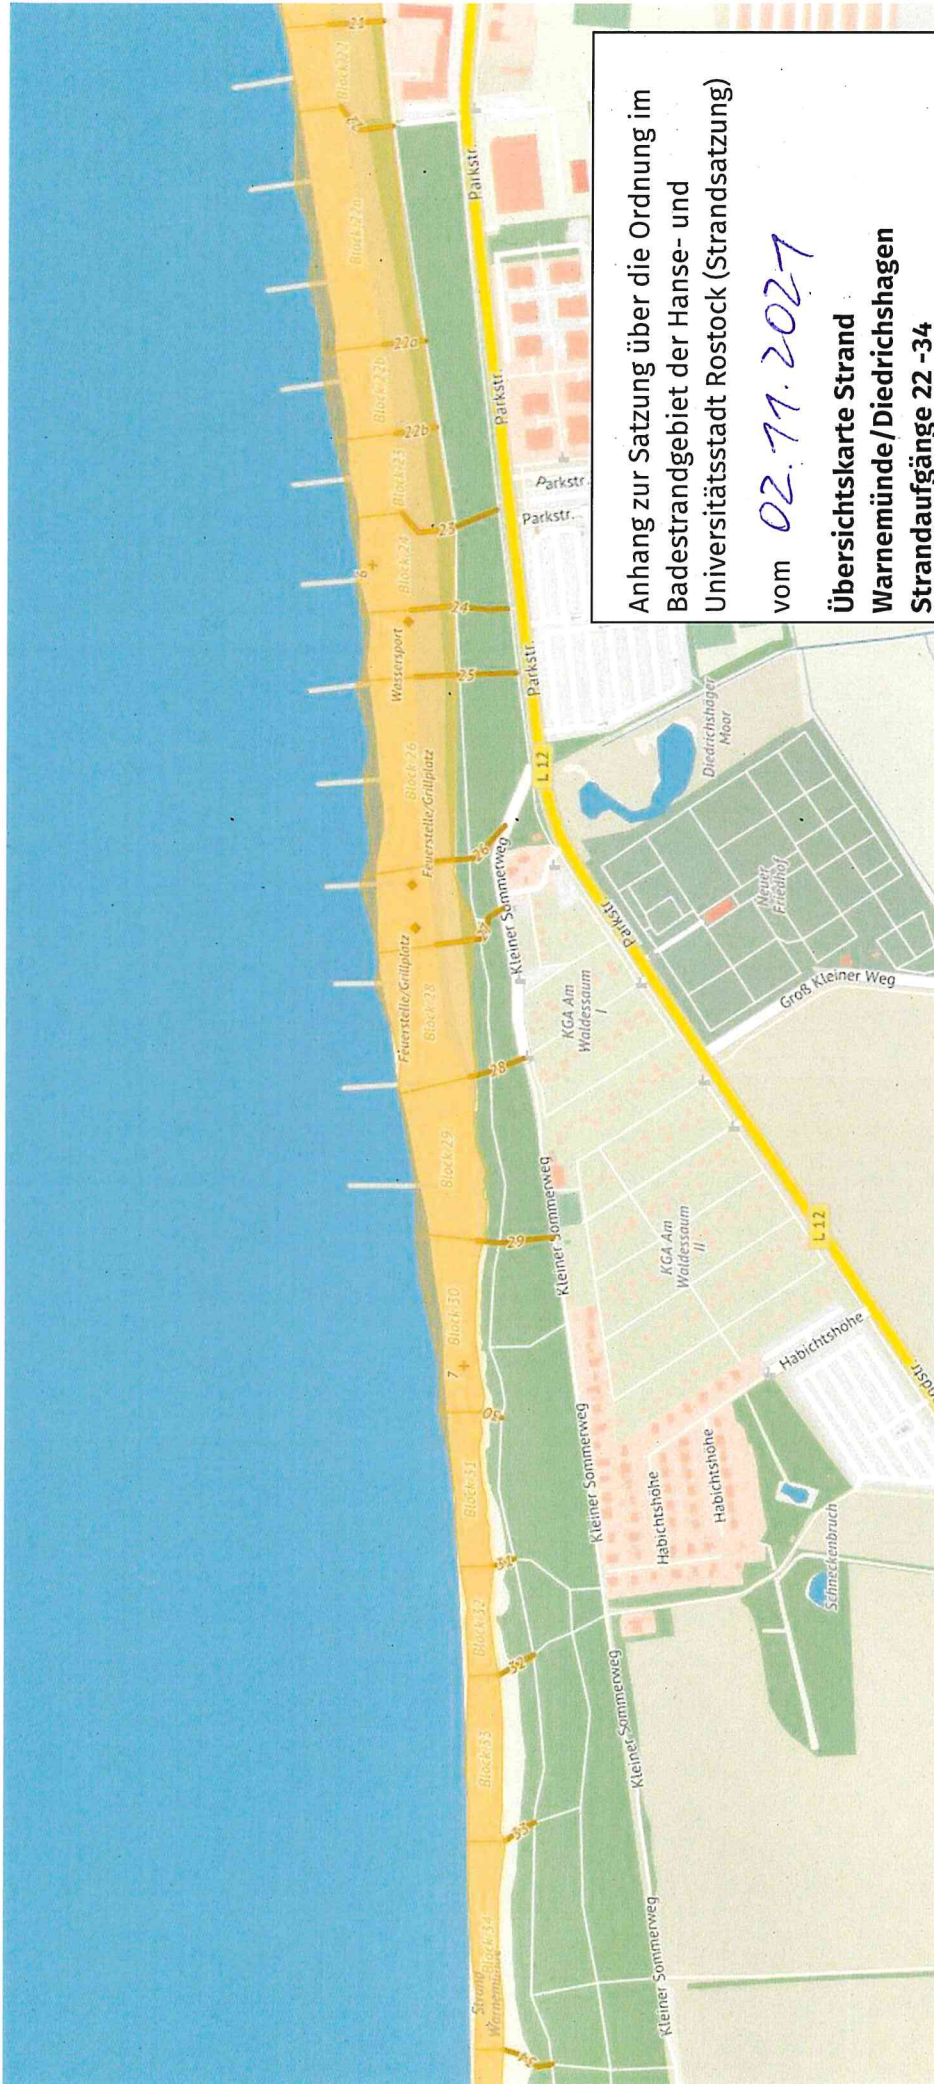 Anhang zur Satzung über die Ordnung im
Badestrandgebiet der Hanse- und
Universitätsstadt Rostock (Strandsatzung)
vom 02.11.2021
Übersichtskarte Strand
Warnemünde/Diedrichshagen
Strandaufgänge 22 -34
Strand
Warnemünde
Block 34
34
33
Block 33
32
Block 32
31
Block 31
30
7
Block 30
29
Block 29
28
Block 28
Feuerstelle/Grillplatz
27
26
Feuerstelle/Grillplatz
Block 26
25
Wassersport
24
6
Block 24
23
Block 23
22b
Block 22b
22a
Block 22a
22
Block 22
21
Kleiner Sommerweg
Kleiner Sommerweg
Kleiner Sommerweg
Kleiner Sommerweg
Kleiner Sommerweg
Parkstr.
Parkstr.
Parkstr.
Parkstr.
Parkstr.
Parkstr
L 12
L 12
KGA Am
Waldessaum
I
KGA Am
Waldessaum
II
Diedrichshäger
Moor
Neuer
Friedhof
Groß Kleiner Weg
Habichtshöhe
Habichtshöhe
Habichtshöhe
Schneckenbruch